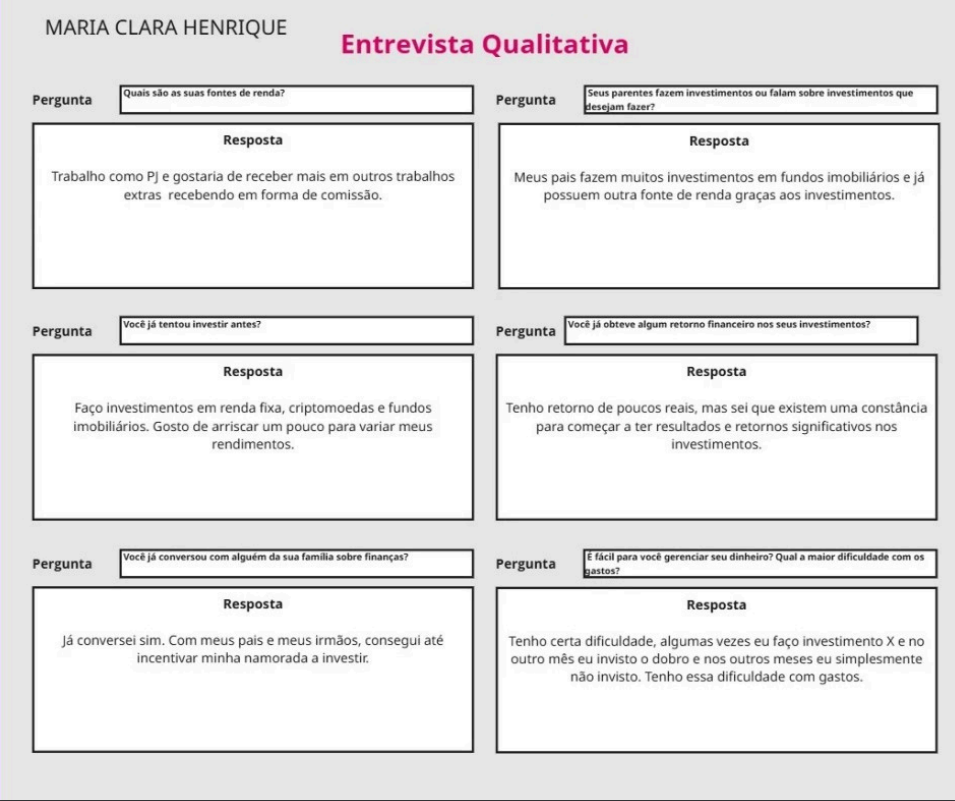 MARIA CLARA HENRIQUE
Entrevista Qualitativa
Pergunta
Quais são as suas fontes de renda?
Resposta
Trabalho como PJ e gostaria de receber mais em outros trabalhos
extras recebendo em forma de comissão.
Pergunta
Seus parentes fazem investimentos ou falam sobre investimentos que
desejam fazer?
Resposta
Meus pais fazem muitos investimentos em fundos imobiliários e já
possuem outra fonte de renda graças aos investimentos.
Pergunta
Você já tentou investir antes?
Resposta
Faço investimentos em renda fixa, criptomoedas e fundos
imobiliários. Gosto de arriscar um pouco para variar meus
rendimentos.
Pergunta
Você já obteve algum retorno financeiro nos seus investimentos?
Resposta
Tenho retorno de poucos reais, mas sei que existem uma constância
para começar a ter resultados e retornos significativos nos
investimentos.
Pergunta
Você já conversou com alguém da sua família sobre finanças?
Resposta
Já conversei sim. Com meus pais e meus irmãos, consegui até
incentivar minha namorada a investir.
Pergunta
É fácil para você gerenciar seu dinheiro? Qual a maior dificuldade com os
gastos?
Resposta
Tenho certa dificuldade, algumas vezes eu faço investimento X e no
outro mês eu invisto o dobro e nos outros meses eu simplesmente
não invisto. Tenho essa dificuldade com gastos.